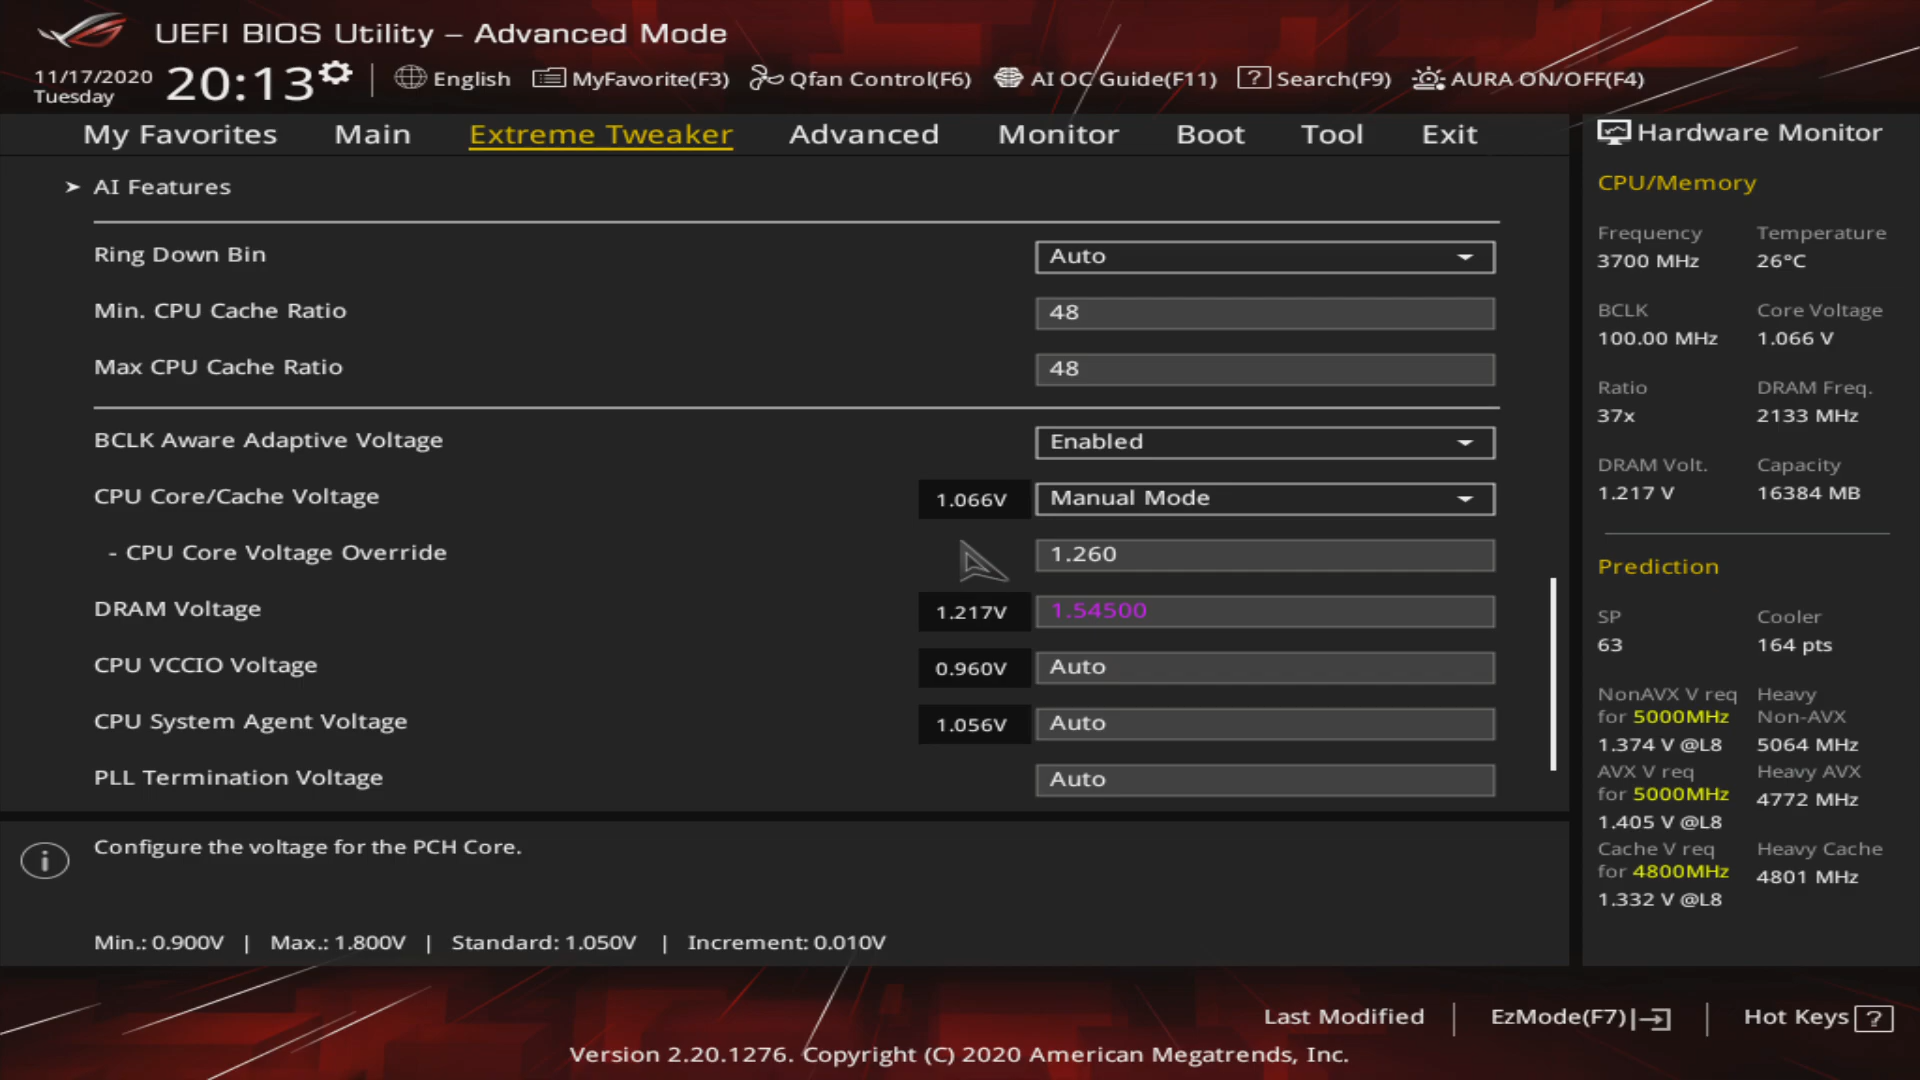 UEFI BIOS Utility – Advanced Mode
11/17/2020
Tuesday
20:13
English
MyFavorite(F3)
Qfan Control(F6)
AI OC Guide(F11)
? Search(F9)
AURA ON/OFF(F4)
My Favorites
Main
Extreme Tweaker
Advanced
Monitor
Boot
Tool
Exit
AI Features
Ring Down Bin
Auto
Min. CPU Cache Ratio
48
Max CPU Cache Ratio
48
BCLK Aware Adaptive Voltage
Enabled
CPU Core/Cache Voltage
1.066V
Manual Mode
- CPU Core Voltage Override
1.260
DRAM Voltage
1.217V
1.54500
CPU VCCIO Voltage
0.960V
Auto
CPU System Agent Voltage
1.056V
Auto
PLL Termination Voltage
Auto
i
Configure the voltage for the PCH Core.
Min.: 0.900V | Max.: 1.800V | Standard: 1.050V | Increment: 0.010V
Hardware Monitor
CPU/Memory
Frequency
3700 MHz
Temperature
26°C
BCLK
100.00 MHz
Core Voltage
1.066 V
Ratio
37x
DRAM Freq.
2133 MHz
DRAM Volt.
1.217 V
Capacity
16384 MB
Prediction
SP
63
Cooler
164 pts
NonAVX V req
for 5000MHz
1.374 V @L8
Heavy
Non-AVX
5064 MHz
AVX V req
for 5000MHz
1.405 V @L8
Heavy AVX
4772 MHz
Cache V req
for 4800MHz
1.332 V @L8
Heavy Cache
4801 MHz
Last Modified
EzMode(F7)
Hot Keys ?
Version 2.20.1276. Copyright (C) 2020 American Megatrends, Inc.